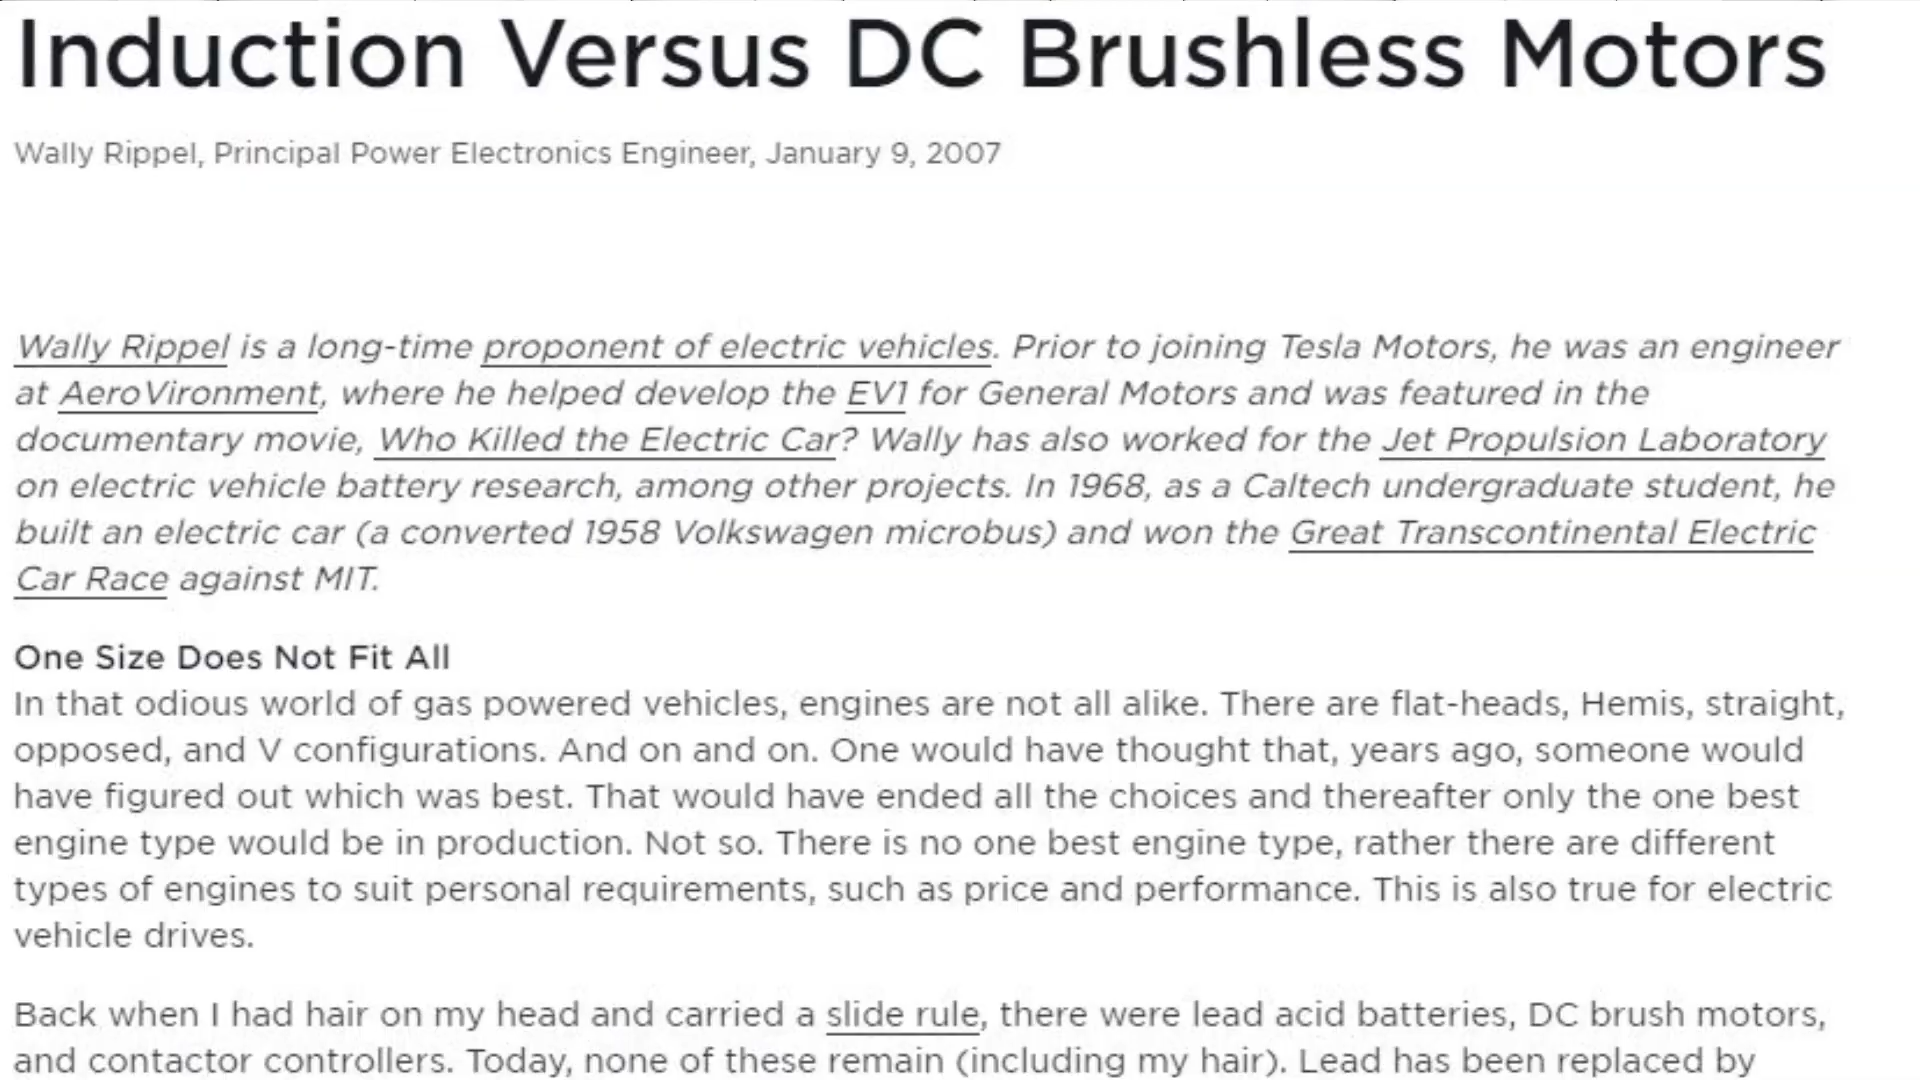 Induction Versus DC Brushless Motors
Wally Rippel, Principal Power Electronics Engineer, January 9, 2007
Wally Rippel is a long-time proponent of electric vehicles. Prior to joining Tesla Motors, he was an engineer
at AeroVironment, where he helped develop the EV1 for General Motors and was featured in the
documentary movie, Who Killed the Electric Car? Wally has also worked for the Jet Propulsion Laboratory
on electric vehicle battery research, among other projects. In 1968, as a Caltech undergraduate student, he
built an electric car (a converted 1958 Volkswagen microbus) and won the Great Transcontinental Electric
Car Race against MIT.
One Size Does Not Fit All
In that odious world of gas powered vehicles, engines are not all alike. There are flat-heads, Hemis, straight,
opposed, and V configurations. And on and on. One would have thought that, years ago, someone would
have figured out which was best. That would have ended all the choices and thereafter only the one best
engine type would be in production. Not so. There is no one best engine type, rather there are different
types of engines to suit personal requirements, such as price and performance. This is also true for electric
vehicle drives.
Back when I had hair on my head and carried a slide rule, there were lead acid batteries, DC brush motors,
and contactor controllers. Today, none of these remain (including my hair). Lead has been replaced by